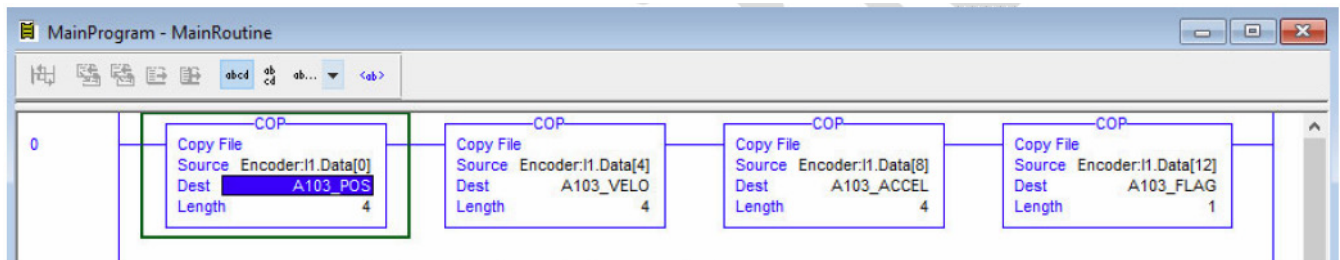 MainProgram - MainRoutine
abcd ab cd ab... <ab>
0
COP
Copy File
Source Encoder:I1.Data[0]
Dest A103_POS
Length 4
COP
Copy File
Source Encoder:I1.Data[4]
Dest A103_VELO
Length 4
COP
Copy File
Source Encoder:I1.Data[8]
Dest A103_ACCEL
Length 4
COP
Copy File
Source Encoder:I1.Data[12]
Dest A103_FLAG
Length 1